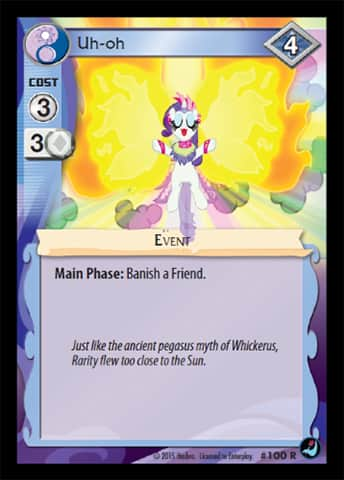 Uh-oh
4
COST
3
3
EVENT
Main Phase: Banish a Friend.
Just like the ancient pegasus myth of Whickerus,
Rarity flew too close to the Sun.
© 2015 Hasbro. Licensed to Enterplay. #100 R